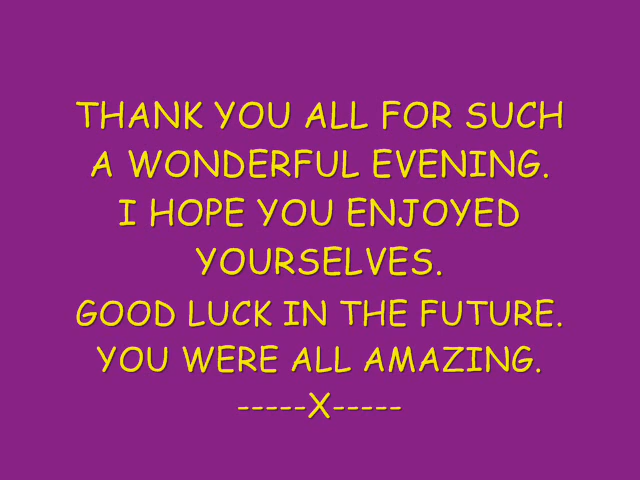 THANK YOU ALL FOR SUCH
A WONDERFUL EVENING.
I HOPE YOU ENJOYED
YOURSELVES.
GOOD LUCK IN THE FUTURE.
YOU WERE ALL AMAZING.
-----X-----